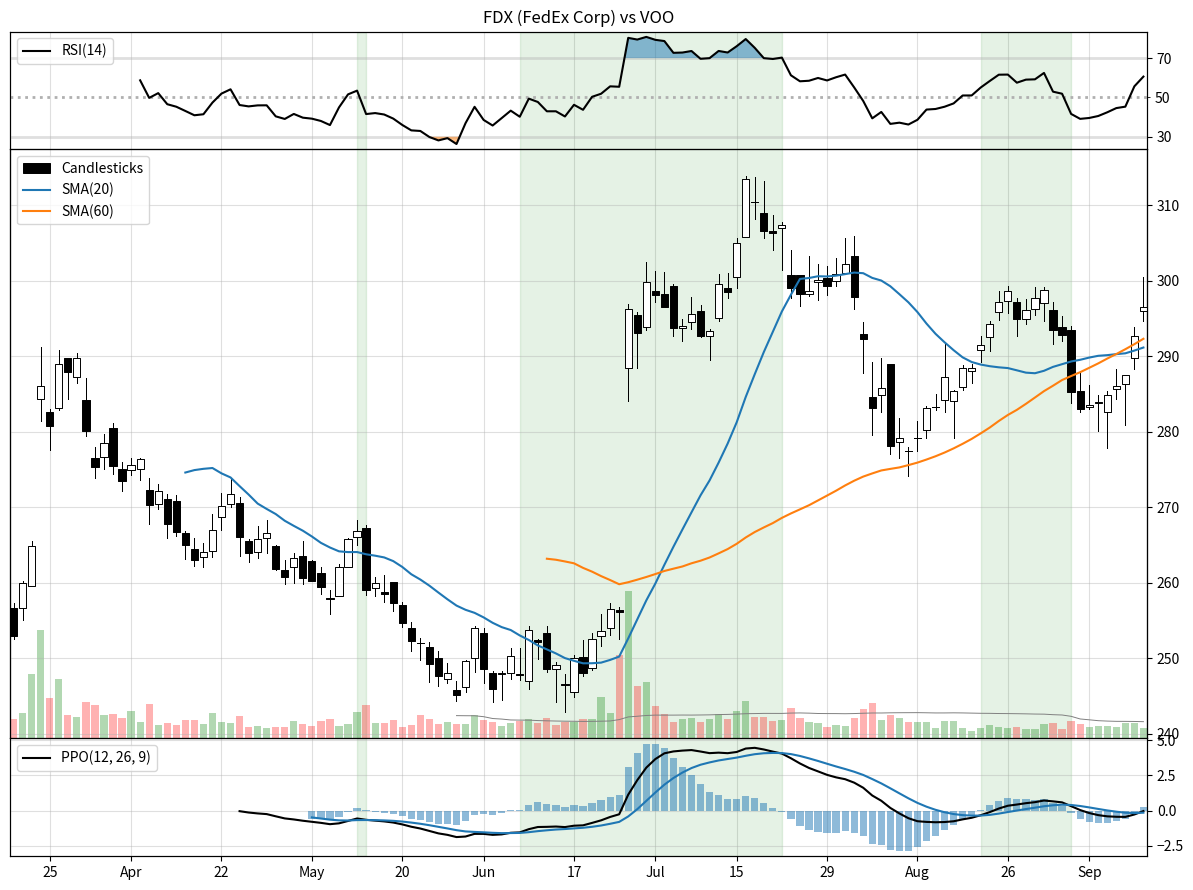 FDX (FedEx Corp) vs VOO
RSI(14)
70
50
30
Candlesticks
SMA(20)
SMA(60)
310
300
290
280
270
260
250
240
PPO(12, 26, 9)
5.0
2.5
0.0
−2.5
25 Apr 22 May 20 Jun 17 Jul 15 29 Aug 26 Sep